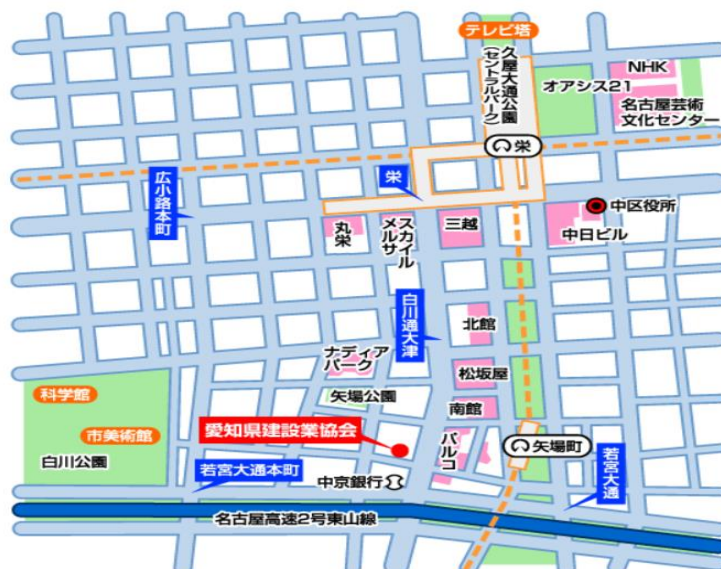 テレビ塔
久屋大通公園
(セントラルパーク)
NHK
オアシス21
名古屋芸術
文化センター
栄
広小路本町
栄
中区役所
中日ビル
丸栄
スカイル
メルサ
三越
白川通大津
北館
ナディア
パーク
松坂屋
科学館
矢場公園
南館
市美術館
愛知県建設業協会
パルコ
矢場町
白川公園
若宮大通本町
中京銀行
若宮大通
名古屋高速2号東山線